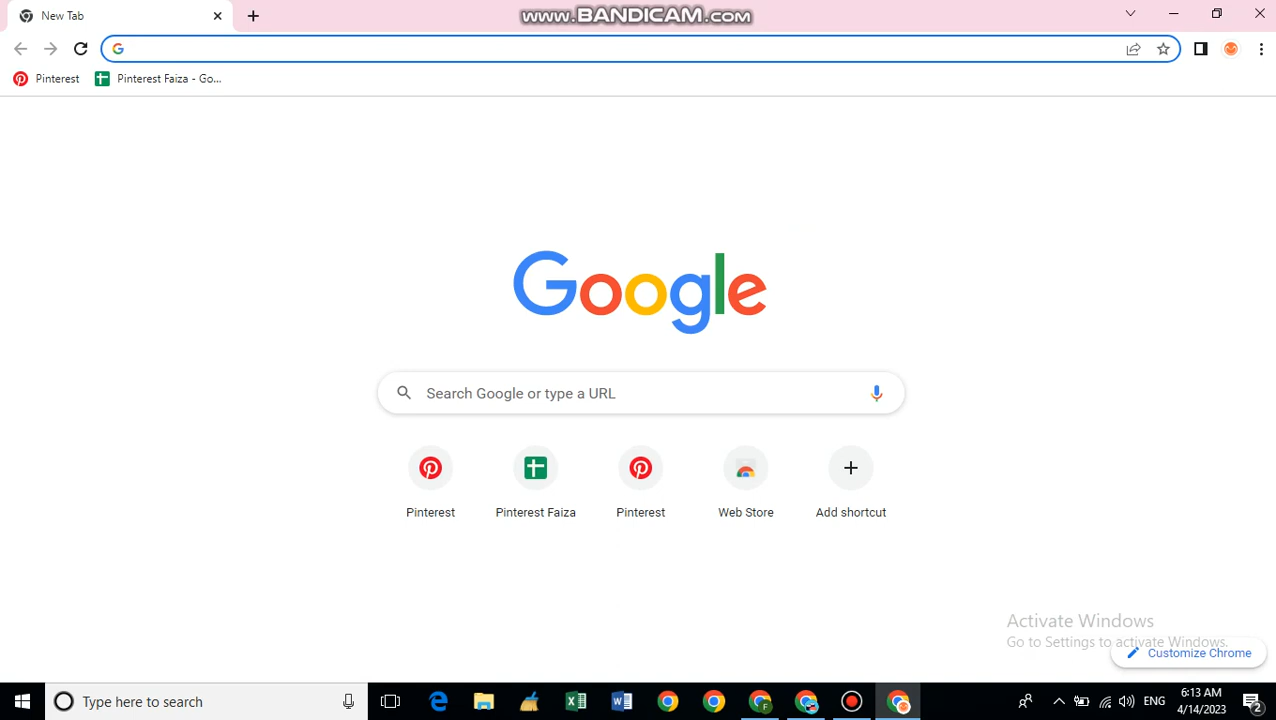 New Tab
www.BANDICAM.com
Pinterest
Pinterest Faiza - Go...
Google
Search Google or type a URL
Pinterest
Pinterest Faiza
Pinterest
Web Store
Add shortcut
Activate Windows
Go to Settings to activate Windows.
Customize Chrome
Type here to search
ENG
6:13 AM
4/14/2023
2